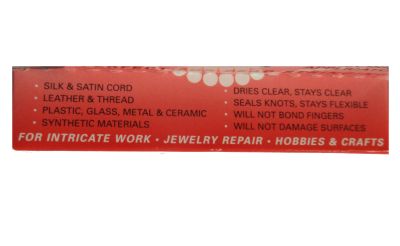 • SILK & SATIN CORD
• LEATHER & THREAD
• PLASTIC, GLASS, METAL & CERAMIC
• SYNTHETIC MATERIALS
• DRIES CLEAR, STAYS CLEAR
• SEALS KNOTS, STAYS FLEXIBLE
• WILL NOT BOND FINGERS
• WILL NOT DAMAGE SURFACES
FOR INTRICATE WORK • JEWELRY REPAIR • HOBBIES & CRAFTS